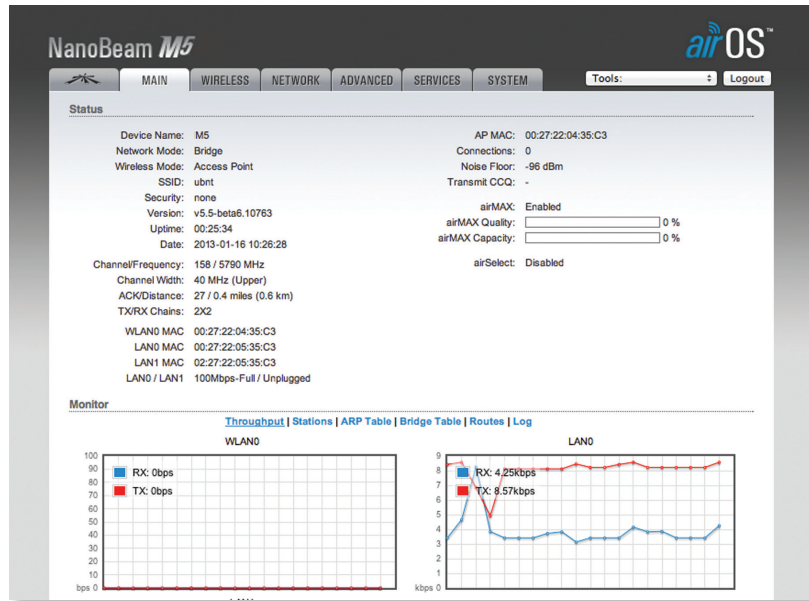 NanoBeam M5
airOS™
MAIN WIRELESS NETWORK ADVANCED SERVICES SYSTEM Tools: Logout
Status
Device Name: M5
Network Mode: Bridge
Wireless Mode: Access Point
SSID: ubnt
Security: none
Version: v5.5-beta6.10763
Uptime: 00:25:34
Date: 2013-01-16 10:26:28
Channel/Frequency: 158 / 5790 MHz
Channel Width: 40 MHz (Upper)
ACK/Distance: 27 / 0.4 miles (0.6 km)
TX/RX Chains: 2X2
WLAN0 MAC 00:27:22:04:35:C3
LAN0 MAC 00:27:22:05:35:C3
LAN1 MAC 02:27:22:05:35:C3
LAN0 / LAN1 100Mbps-Full / Unplugged
AP MAC: 00:27:22:04:35:C3
Connections: 0
Noise Floor: -96 dBm
Transmit CCQ: -
airMAX: Enabled
airMAX Quality: 0 %
airMAX Capacity: 0 %
airSelect: Disabled
Monitor
Throughput | Stations | ARP Table | Bridge Table | Routes | Log
WLAN0
100
90
80
70
60
50
40
30
20
10
bps 0
RX: 0bps
TX: 0bps
LAN0
9
8
7
6
5
4
3
2
1
kbps 0
RX: 4.25kbps
TX: 8.57kbps